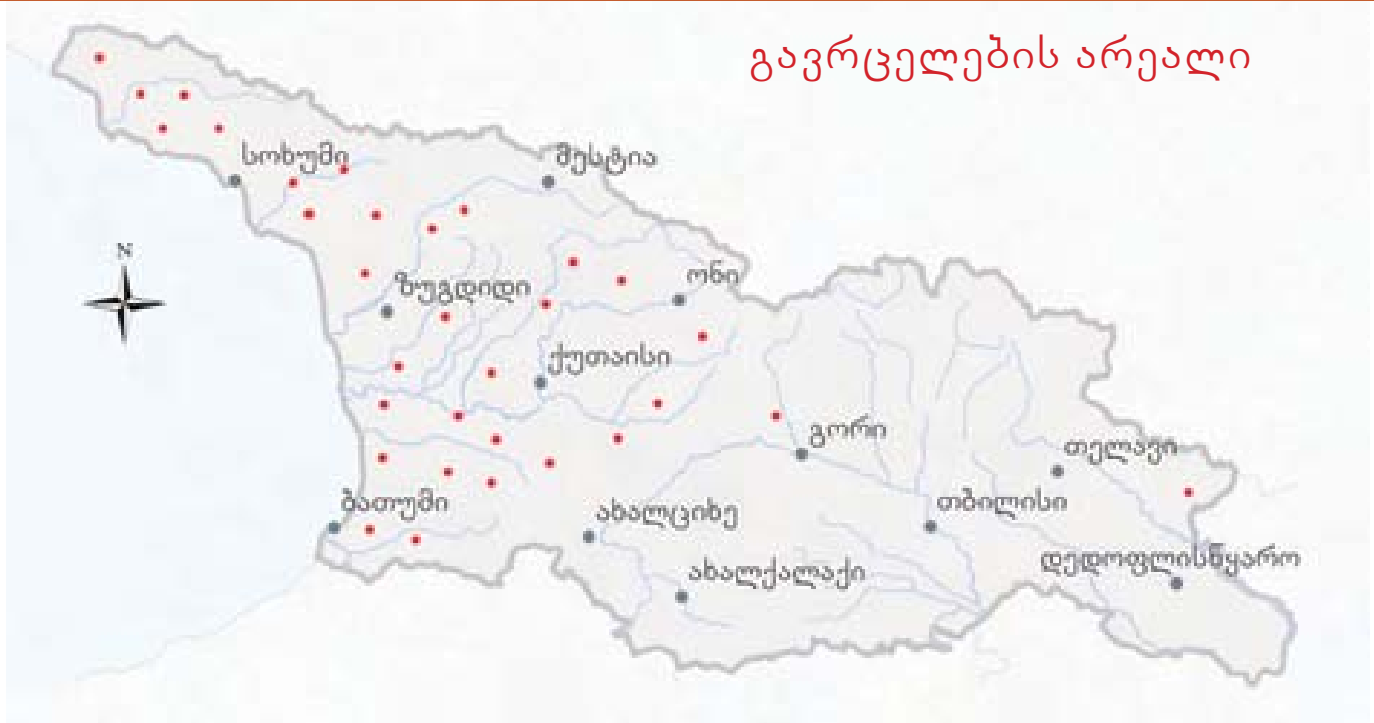 გავრცელების არეალი
სოხუმი
მესტია
N
ონი
ზუგდიდი
ქუთაისი
გორი
თელავი
ბათუმი
ახალციხე
თბილისი
ახალქალაქი
დედოფლისწყარო